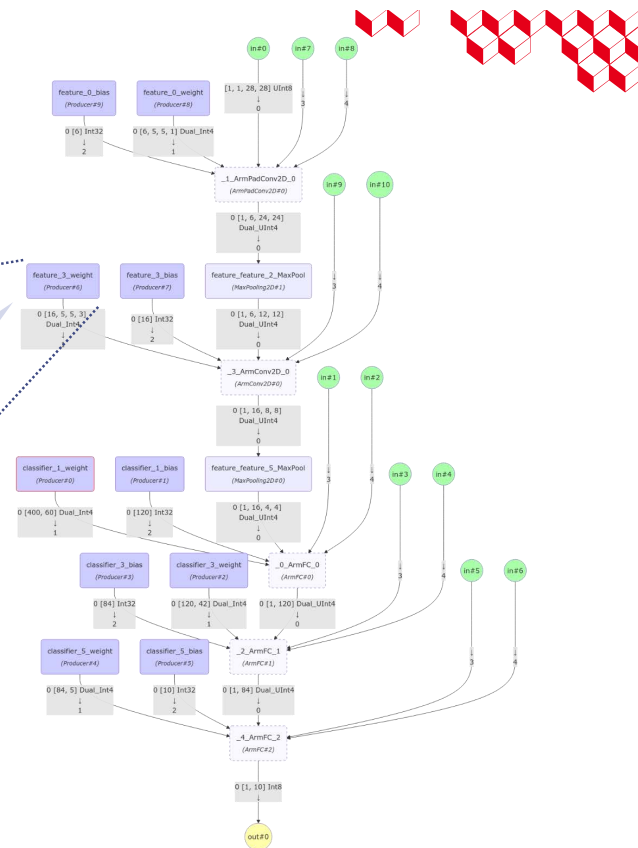 in#0
in#7
in#8
feature_0_bias
(Producer#9)
feature_0_weight
(Producer#8)
[1, 1, 28, 28] UInt8
↓
0
↓
3
↓
4
0 [6] Int32
↓
2
0 [6, 5, 5, 1] Dual_Int4
↓
1
_1_ArmPadConv2D_0
(ArmPadConv2D#0)
in#9
in#10
0 [1, 6, 24, 24]
Dual_UInt4
↓
0
feature_3_weight
(Producer#6)
feature_3_bias
(Producer#7)
feature_feature_2_MaxPool
(MaxPooling2D#1)
↓
3
↓
4
0 [16, 5, 5, 3]
Dual_Int4
↓
0 [16] Int32
↓
2
0 [1, 6, 12, 12]
Dual_UInt4
↓
0
_3_ArmConv2D_0
(ArmConv2D#0)
in#1
in#2
0 [1, 16, 8, 8]
Dual_UInt4
↓
0
classifier_1_weight
(Producer#0)
classifier_1_bias
(Producer#1)
feature_feature_5_MaxPool
(MaxPooling2D#0)
↓
3
↓
4
in#3
in#4
0 [400, 60] Dual_Int4
↓
1
0 [120] Int32
↓
2
0 [1, 16, 4, 4]
Dual_UInt4
↓
0
classifier_3_bias
(Producer#3)
classifier_3_weight
(Producer#2)
_0_ArmFC_0
(ArmFC#0)
↓
3
↓
4
in#5
in#6
0 [84] Int32
↓
2
0 [120, 42] Dual_Int4
↓
1
0 [1, 120] Dual_UInt4
↓
0
classifier_5_weight
(Producer#4)
classifier_5_bias
(Producer#5)
_2_ArmFC_1
(ArmFC#1)
↓
3
↓
4
0 [84, 5] Dual_Int4
↓
1
0 [10] Int32
↓
2
0 [1, 84] Dual_UInt4
↓
0
_4_ArmFC_2
(ArmFC#2)
0 [1, 10] Int8
↓
out#0